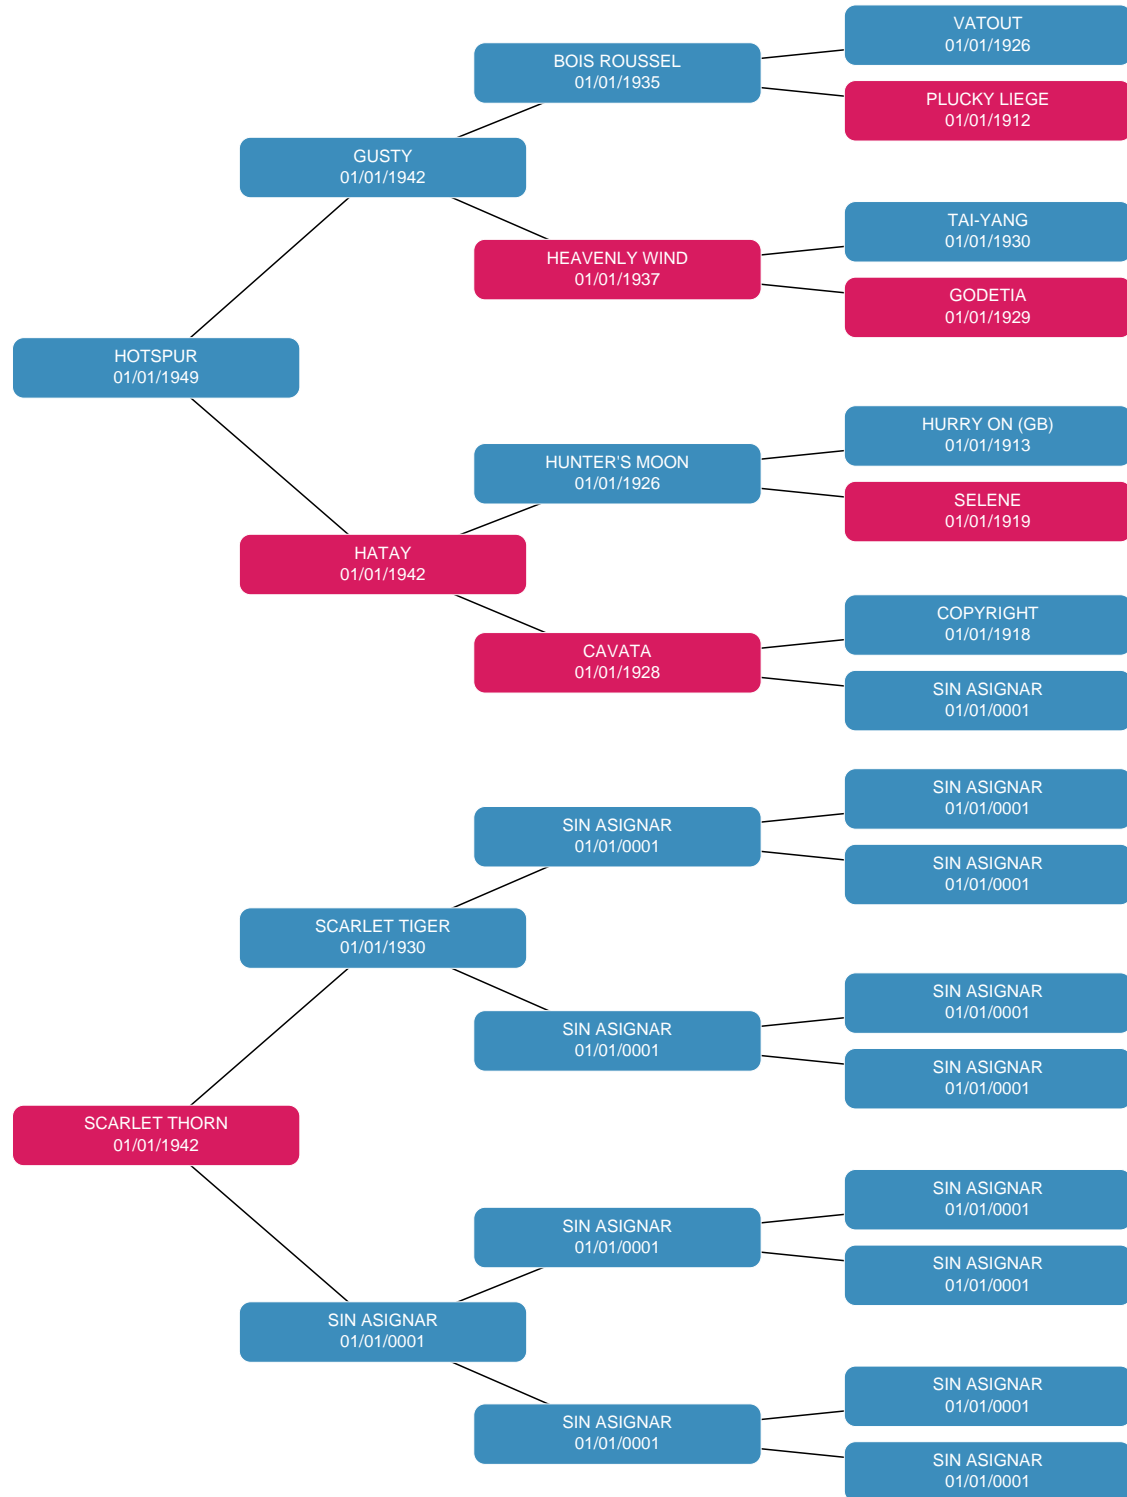 VATOUT
01/01/1926
BOIS ROUSSEL
01/01/1935
PLUCKY LIEGE
01/01/1912
GUSTY
01/01/1942
TAI-YANG
01/01/1930
HEAVENLY WIND
01/01/1937
GODETIA
01/01/1929
HOTSPUR
01/01/1949
HURRY ON (GB)
01/01/1913
HUNTER'S MOON
01/01/1926
SELENE
01/01/1919
HATAY
01/01/1942
COPYRIGHT
01/01/1918
CAVATA
01/01/1928
SIN ASIGNAR
01/01/0001
SIN ASIGNAR
01/01/0001
SIN ASIGNAR
01/01/0001
SIN ASIGNAR
01/01/0001
SCARLET TIGER
01/01/1930
SIN ASIGNAR
01/01/0001
SIN ASIGNAR
01/01/0001
SIN ASIGNAR
01/01/0001
SCARLET THORN
01/01/1942
SIN ASIGNAR
01/01/0001
SIN ASIGNAR
01/01/0001
SIN ASIGNAR
01/01/0001
SIN ASIGNAR
01/01/0001
SIN ASIGNAR
01/01/0001
SIN ASIGNAR
01/01/0001
SIN ASIGNAR
01/01/0001